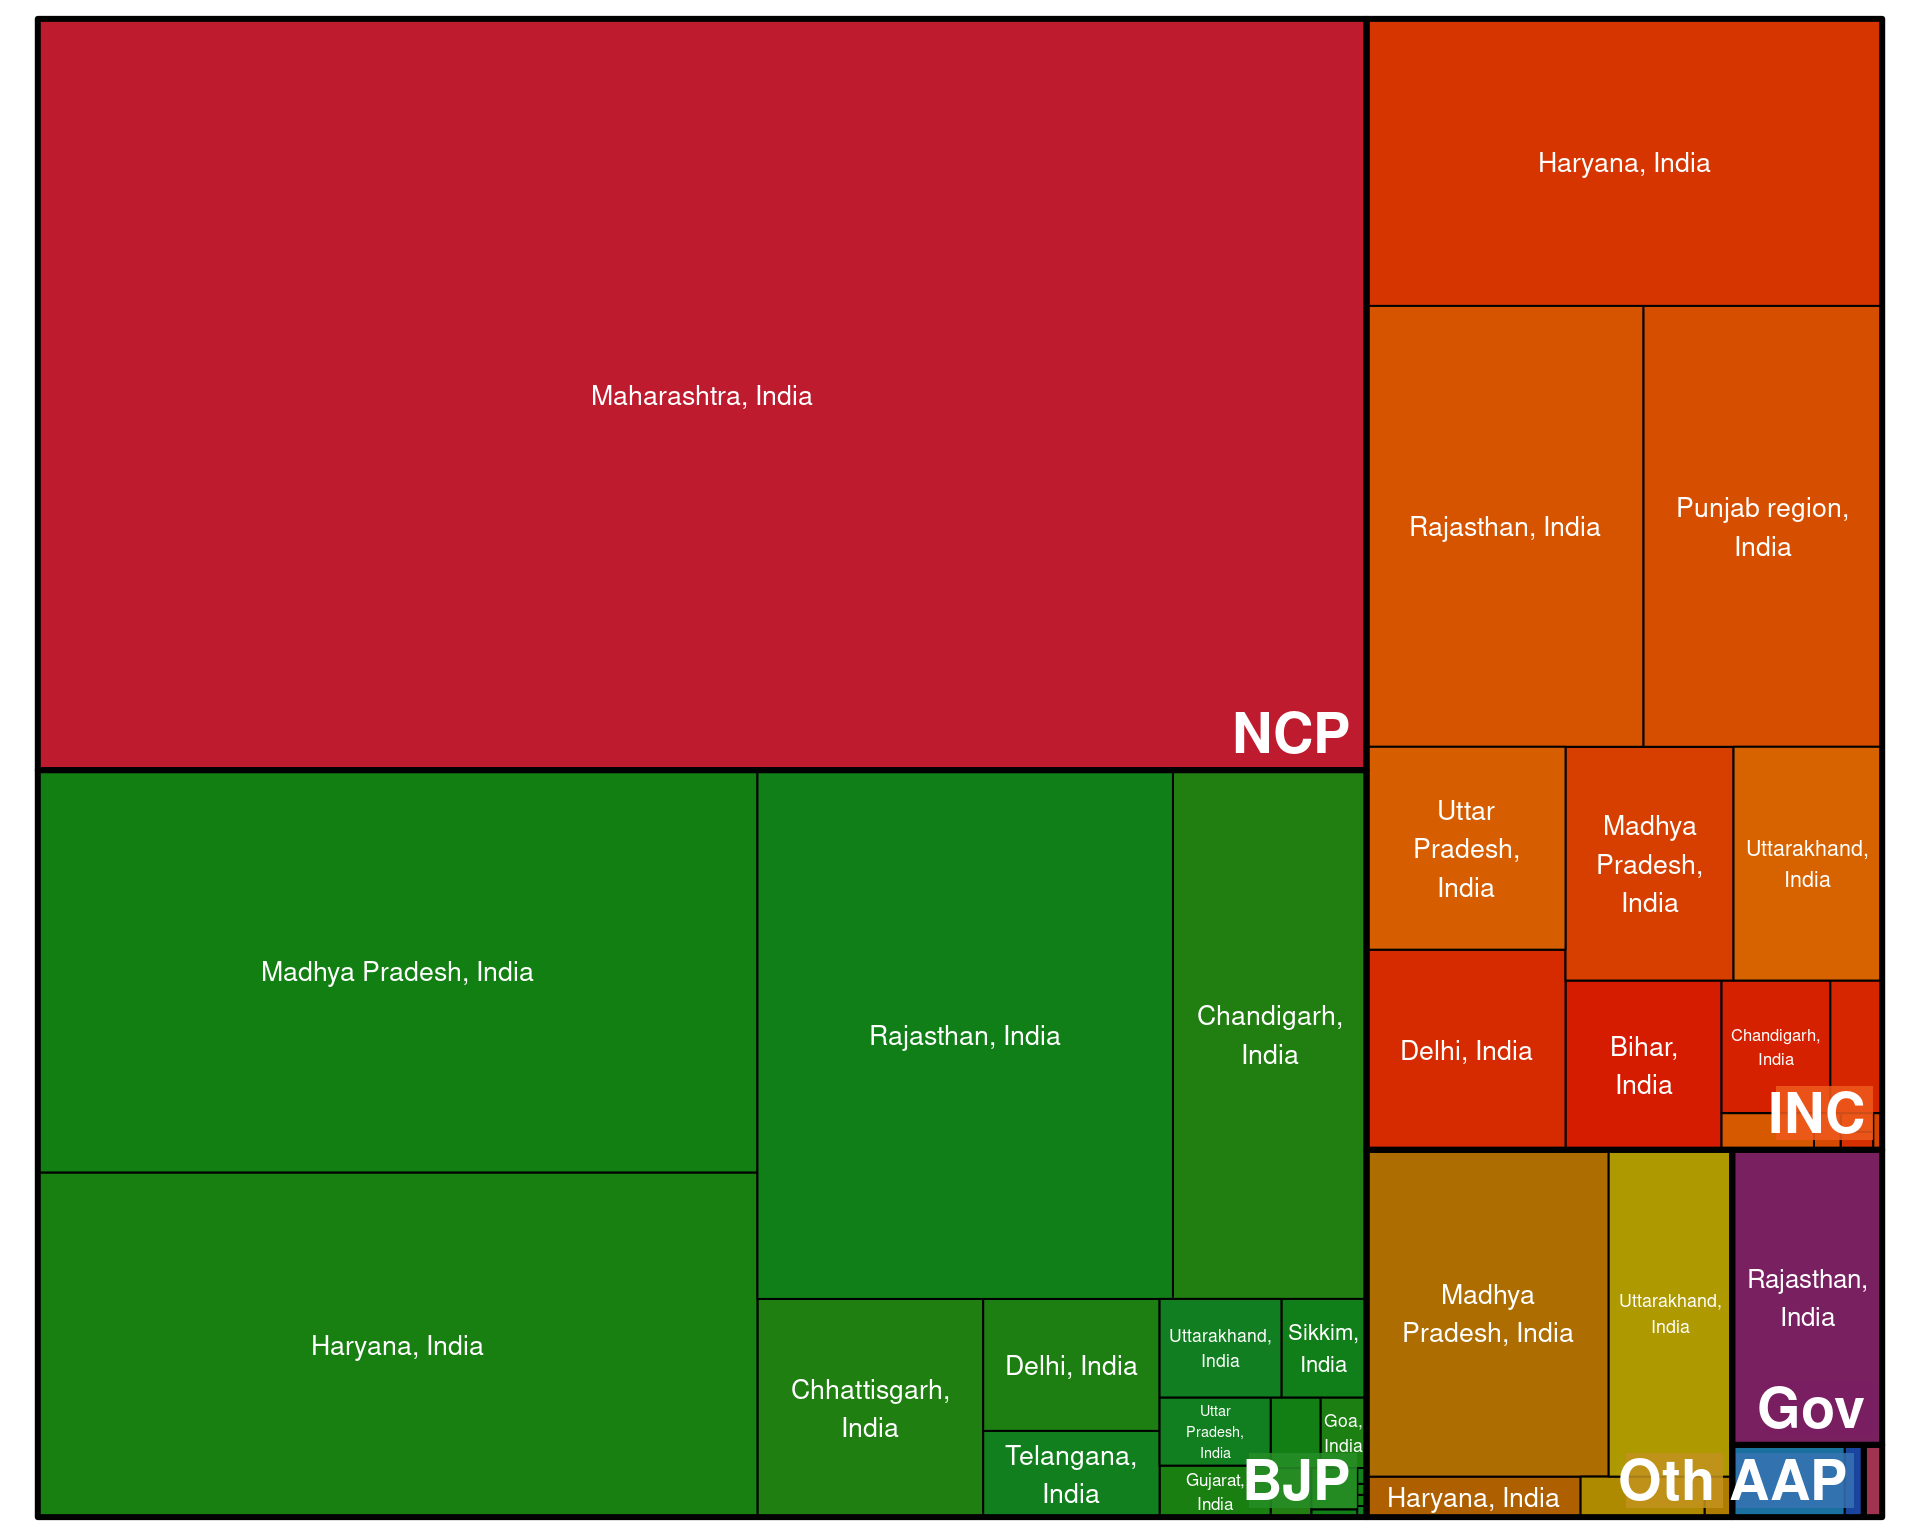 Maharashtra, India
NCP
Madhya Pradesh, India
Haryana, India
Rajasthan, India
Chandigarh,
India
Chhattisgarh,
India
Delhi, India
Telangana,
India
Uttarakhand,
India
Sikkim,
India
Uttar
Pradesh,
India
Goa,
India
Gujarat,
India
BJP
Haryana, India
Rajasthan, India
Punjab region,
India
Uttar
Pradesh,
India
Madhya
Pradesh,
India
Uttarakhand,
India
Delhi, India
Bihar,
India
Chandigarh,
India
INC
Madhya
Pradesh, India
Uttarakhand,
India
Haryana, India
Oth
Rajasthan,
India
Gov
AAP